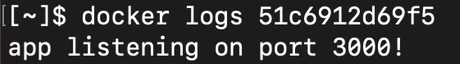 [[~]$ docker logs 51c6912d69f5
app listening on port 3000!